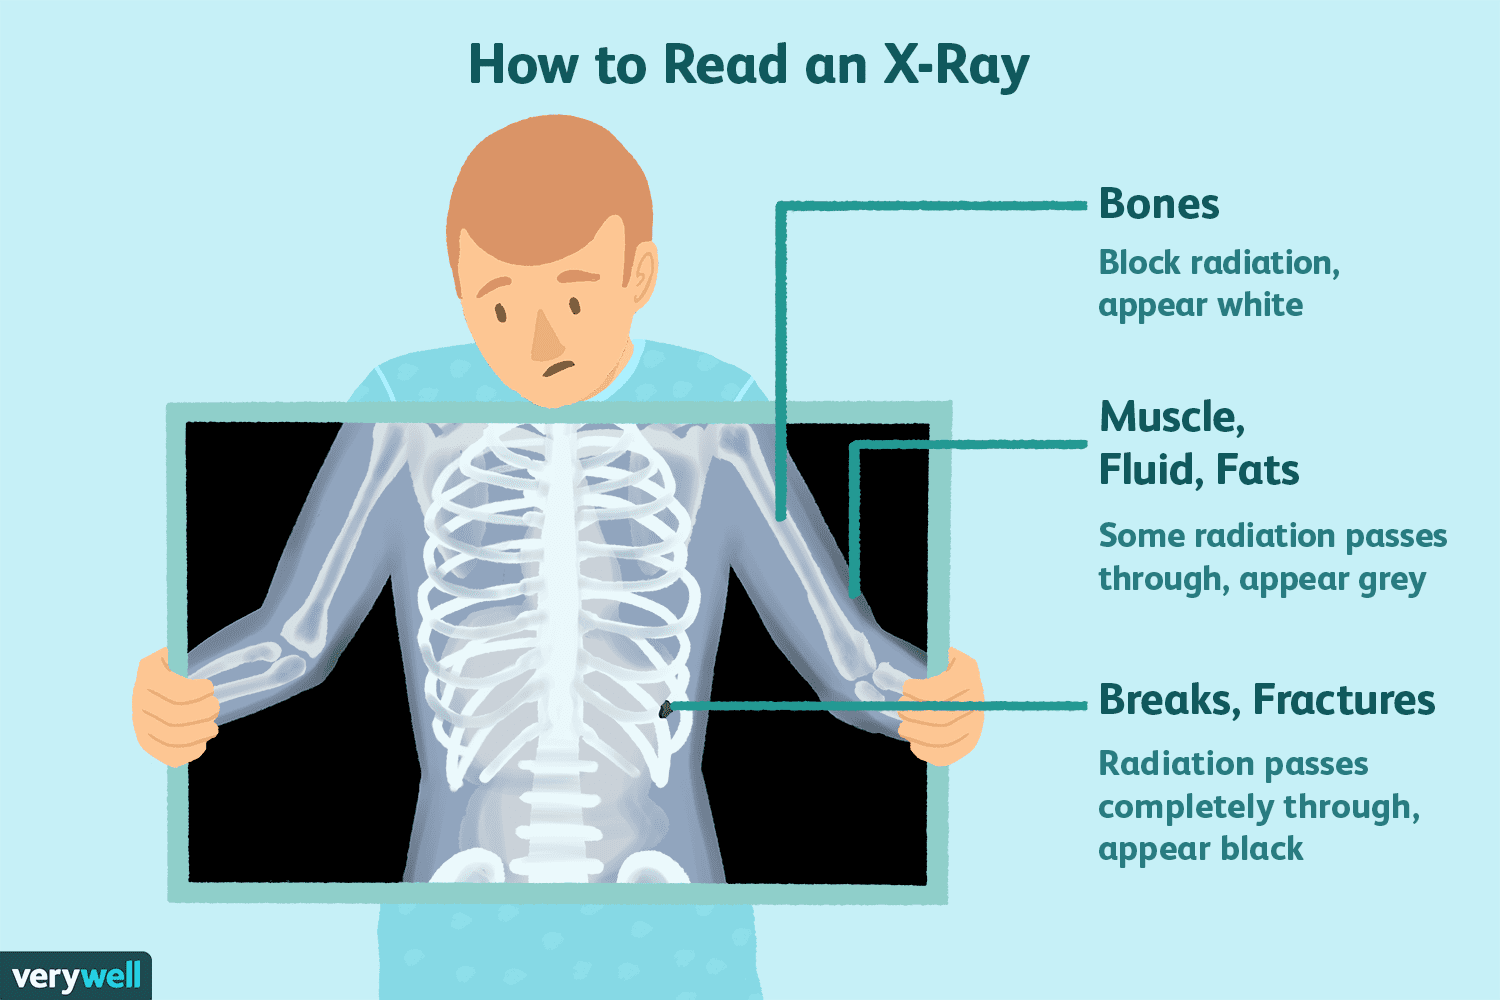 How to Read an X-Ray
Bones
Block radiation,
appear white
Muscle,
Fluid, Fats
Some radiation passes
through, appear grey
Breaks, Fractures
Radiation passes
completely through,
appear black
verywell